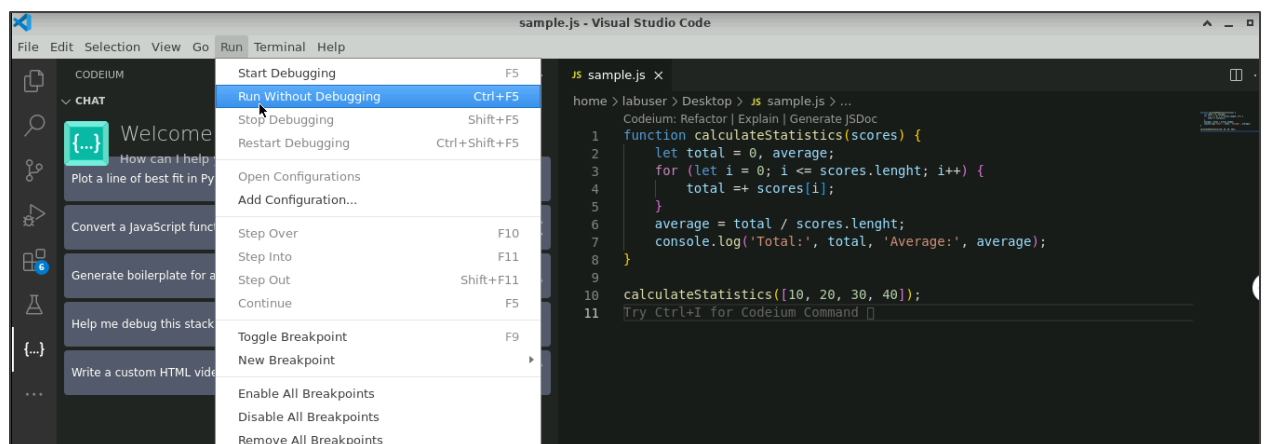 sample.js - Visual Studio Code
File Edit Selection View Go Run Terminal Help
CODEIUM
CHAT
{...} Welcome
How can I help
Plot a line of best fit in Py
Convert a JavaScript func
Generate boilerplate for a
Help me debug this stack
Write a custom HTML vide
6
{...}
...
Start Debugging F5
Run Without Debugging Ctrl+F5
Stop Debugging Shift+F5
Restart Debugging Ctrl+Shift+F5
Open Configurations
Add Configuration...
Step Over F10
Step Into F11
Step Out Shift+F11
Continue F5
Toggle Breakpoint F9
New Breakpoint
Enable All Breakpoints
Disable All Breakpoints
Remove All Breakpoints
JS sample.js ×
home > labuser > Desktop > JS sample.js > ...
Codeium: Refactor | Explain | Generate JSDoc
1 function calculateStatistics(scores) {
2     let total = 0, average;
3     for (let i = 0; i <= scores.lenght; i++) {
4         total =+ scores[i];
5     }
6     average = total / scores.lenght;
7     console.log('Total:', total, 'Average:', average);
8 }
9
10 calculateStatistics([10, 20, 30, 40]);
11 Try Ctrl+I for Codeium Command